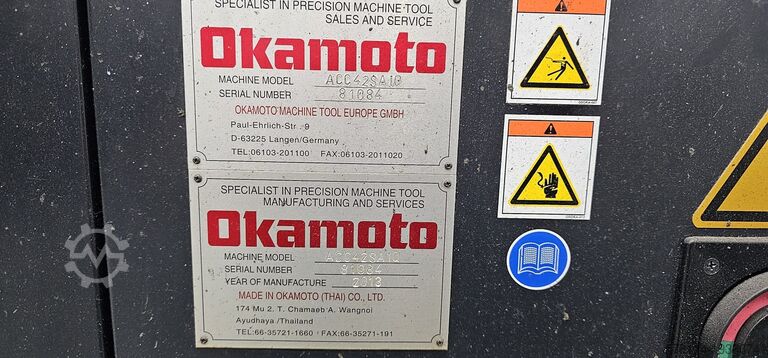 SPECIALIST IN PRECISION MACHINE TOOL
SALES AND SERVICE
Okamoto
MACHINE MODEL ACC42SAIQ
SERIAL NUMBER 81084
OKAMOTO MACHINE TOOL EUROPE GMBH
Paul-Ehrlich-Str. 9
D-63225 Langen/Germany
TEL:06103-201100 FAX:06103-2011020
SPECIALIST IN PRECISION MACHINE TOOL
MANUFACTURING AND SERVICES
Okamoto
MACHINE MODEL ACC42SAIQ
SERIAL NUMBER 81084
YEAR OF MANUFACTURE 2013
MADE IN OKAMOTO (THAI) CO., LTD.
174 Mu 2. T. Chamaeb A. Wangnoi
Ayudhaya/Thailand
TEL:66-35721-1660 FAX:66-35271-191